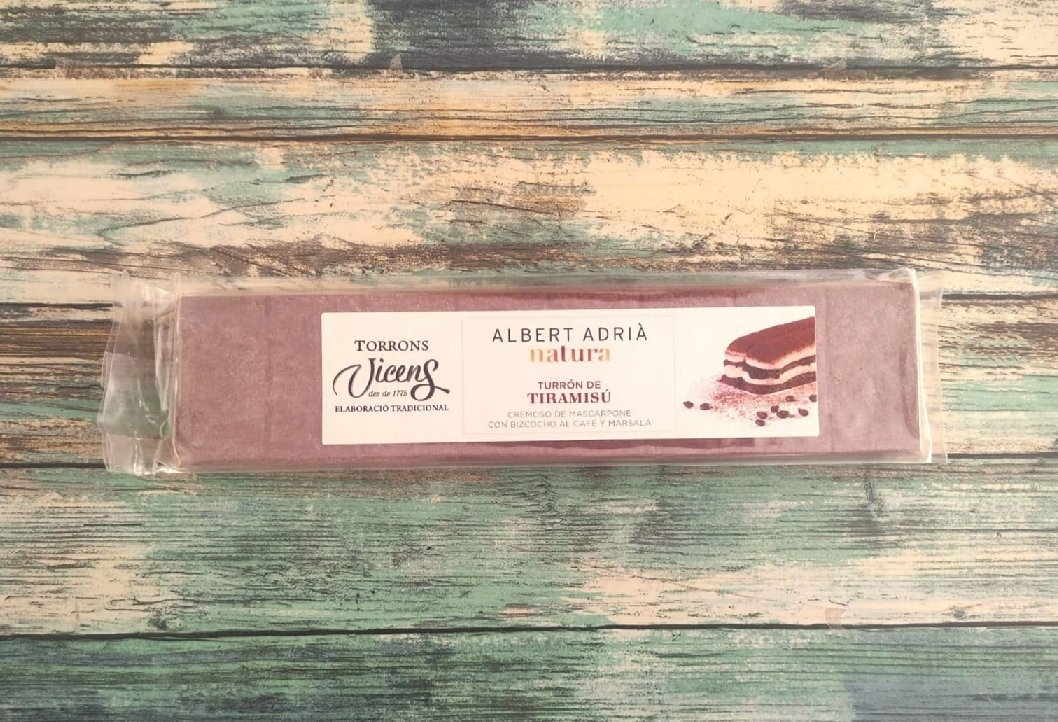 TORRONS
Vicens
des de 1775
ELABORACIÓ TRADICIONAL
ALBERT ADRIÀ
natura
TURRÓN DE
TIRAMISÚ
CREMOSO DE MASCARPONE
CON BIZCOCHO AL CAFÉ Y MARSALA